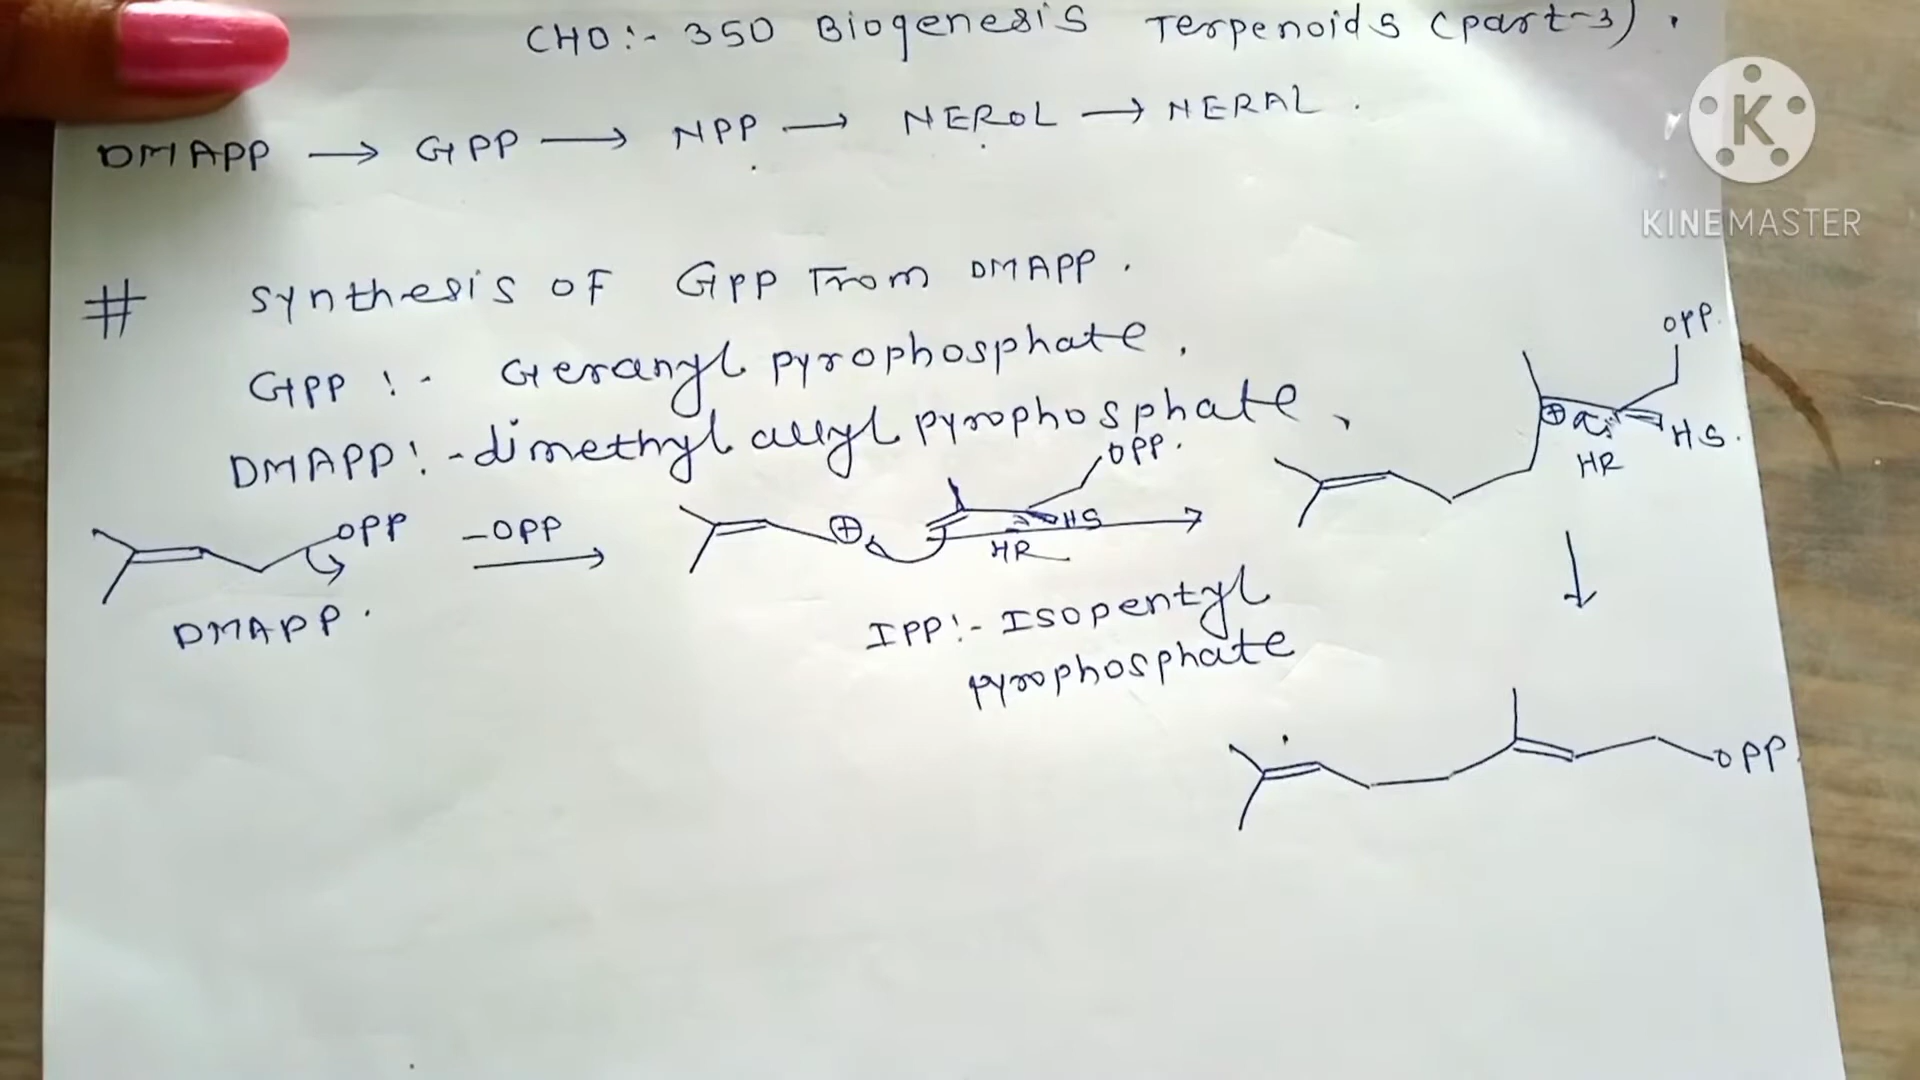 CHO:- 350 Biogenesis Terpenoids (part-3).
K
KINEMASTER
DMAPP → GPP → NPP → NEROL → NERAL.
# Synthesis of GPP From DMAPP.
GPP :- Geranyl pyrophosphate.
DMAPP :- dimethyl allyl pyrophosphate,
OPP
DMAPP.
-OPP
⊕
OPP.
HS
HR
IPP:- Isopentyl
pyrophosphate
OPP.
⊕
HS.
HR
OPP.